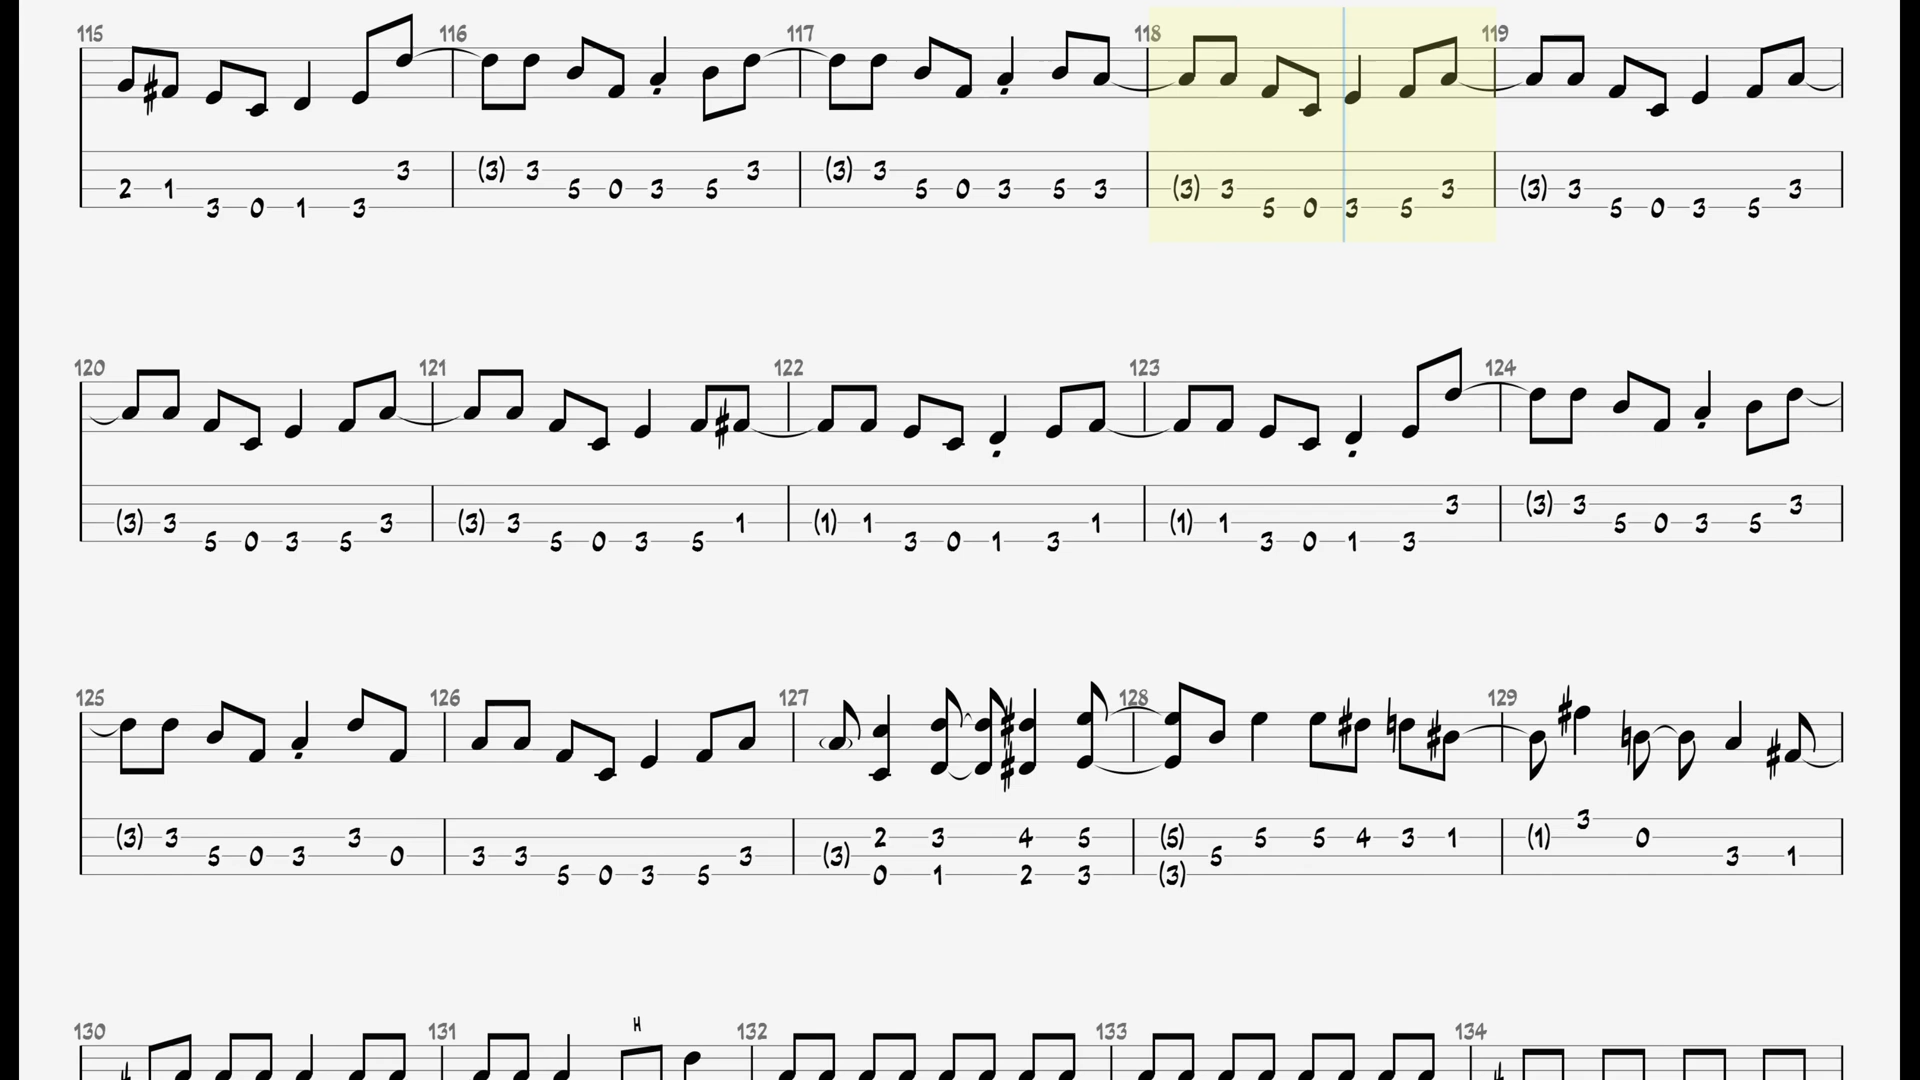 115 116 117 118 119
(3) 3 3 (3) 3 (3) 3 3 (3) 3 3
2 1 5 0 3 5 5 0 3 5 3 (3) 3 3 (3) 3 3
3 0 1 3 5 0 3 5 5 0 3 5
120 121 122 123 124
3 (3) 3 3
(3) 3 3 (3) 3 1 (1) 1 1 (1) 1 5 0 3 5
5 0 3 5 5 0 3 5 3 0 1 3 3 0 1 3
125 126 127 128 129
3
(3) 3 3 2 3 4 5 (5) 5 5 4 3 1 (1) 0
5 0 3 0 3 3 3 (3) 5 3 1
5 0 3 5 0 1 2 3 (3)
H
130 131 132 133 134